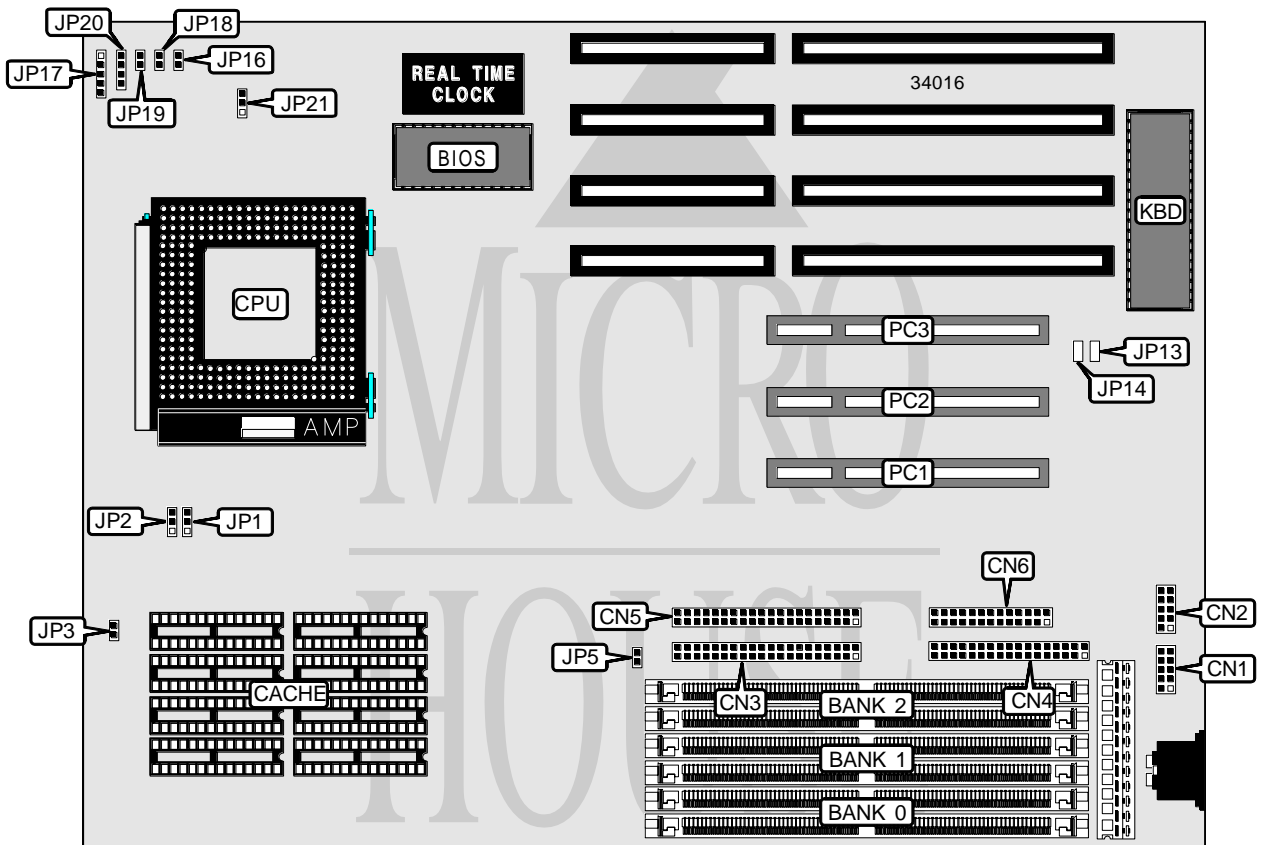 JP20
JP18
JP17
JP16
JP19
JP21
REAL TIME
CLOCK
BIOS
34016
KBD
CPU
AMP
PC3
JP13
JP14
PC2
PC1
MICRO
HOUSE
JP2
JP1
CN6
CN5
CN2
JP3
JP5
CN1
CACHE
CN3
BANK 2
CN4
BANK 1
BANK 0